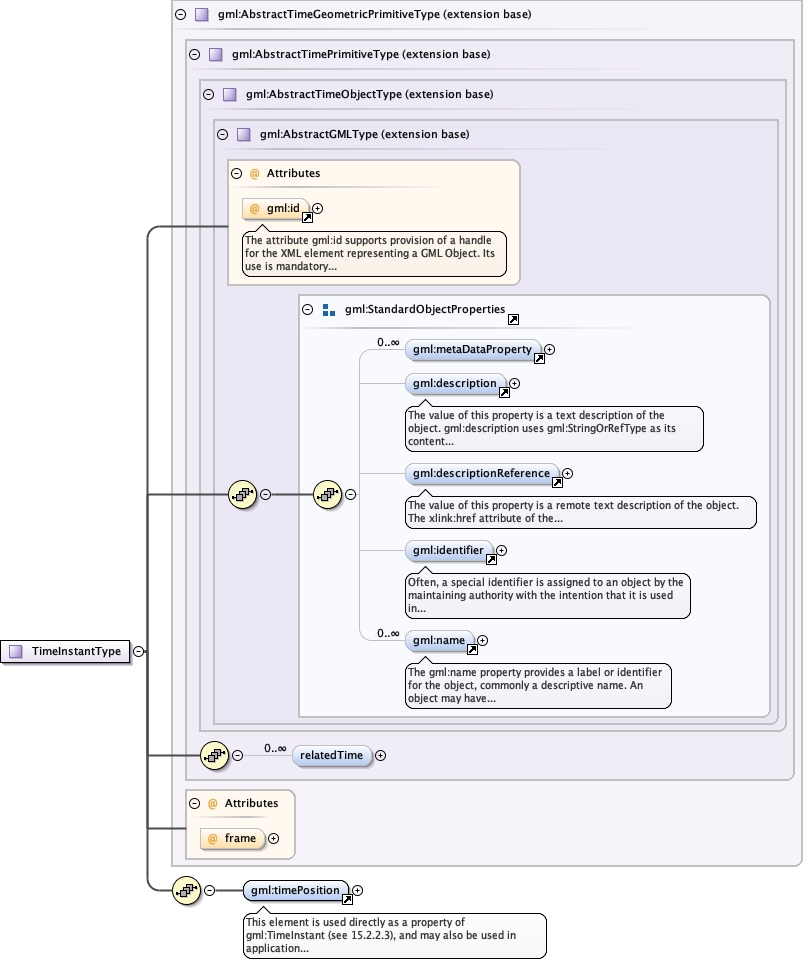 gml:AbstractTimeGeometricPrimitiveType (extension base)
gml:AbstractTimePrimitiveType (extension base)
gml:AbstractTimeObjectType (extension base)
gml:AbstractGMLType (extension base)
@ Attributes
@ gml:id
The attribute gml:id supports provision of a handle
for the XML element representing a GML Object. Its
use is mandatory...
gml:StandardObjectProperties
0..∞
gml:metaDataProperty
gml:description
The value of this property is a text description of the
object. gml:description uses gml:StringOrRefType as its
content...
gml:descriptionReference
The value of this property is a remote text description of the object.
The xlink:href attribute of the...
gml:identifier
Often, a special identifier is assigned to an object by the
maintaining authority with the intention that it is used
in...
0..∞
gml:name
The gml:name property provides a label or identifier
for the object, commonly a descriptive name. An
object may have...
TimeInstantType
0..∞
relatedTime
@ Attributes
@ frame
gml:timePosition
This element is used directly as a property of
gml:TimeInstant (see 15.2.2.3), and may also be used in
application...